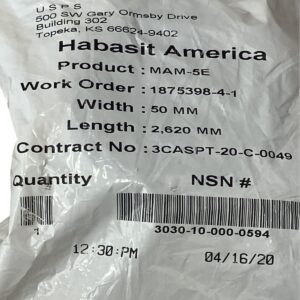 U S P S
500 SW Gary Ormsby Drive
Building 302
Topeka, KS 66624-9402
Habasit America
Product : MAM-5E
Work Order : 1875398-4-1
Width : 50 MM
Length : 2,620 MM
Contract No : 3CASPT-20-C-0049
Quantity NSN #
1 3030-10-000-0594
12:30:PM 04/16/20